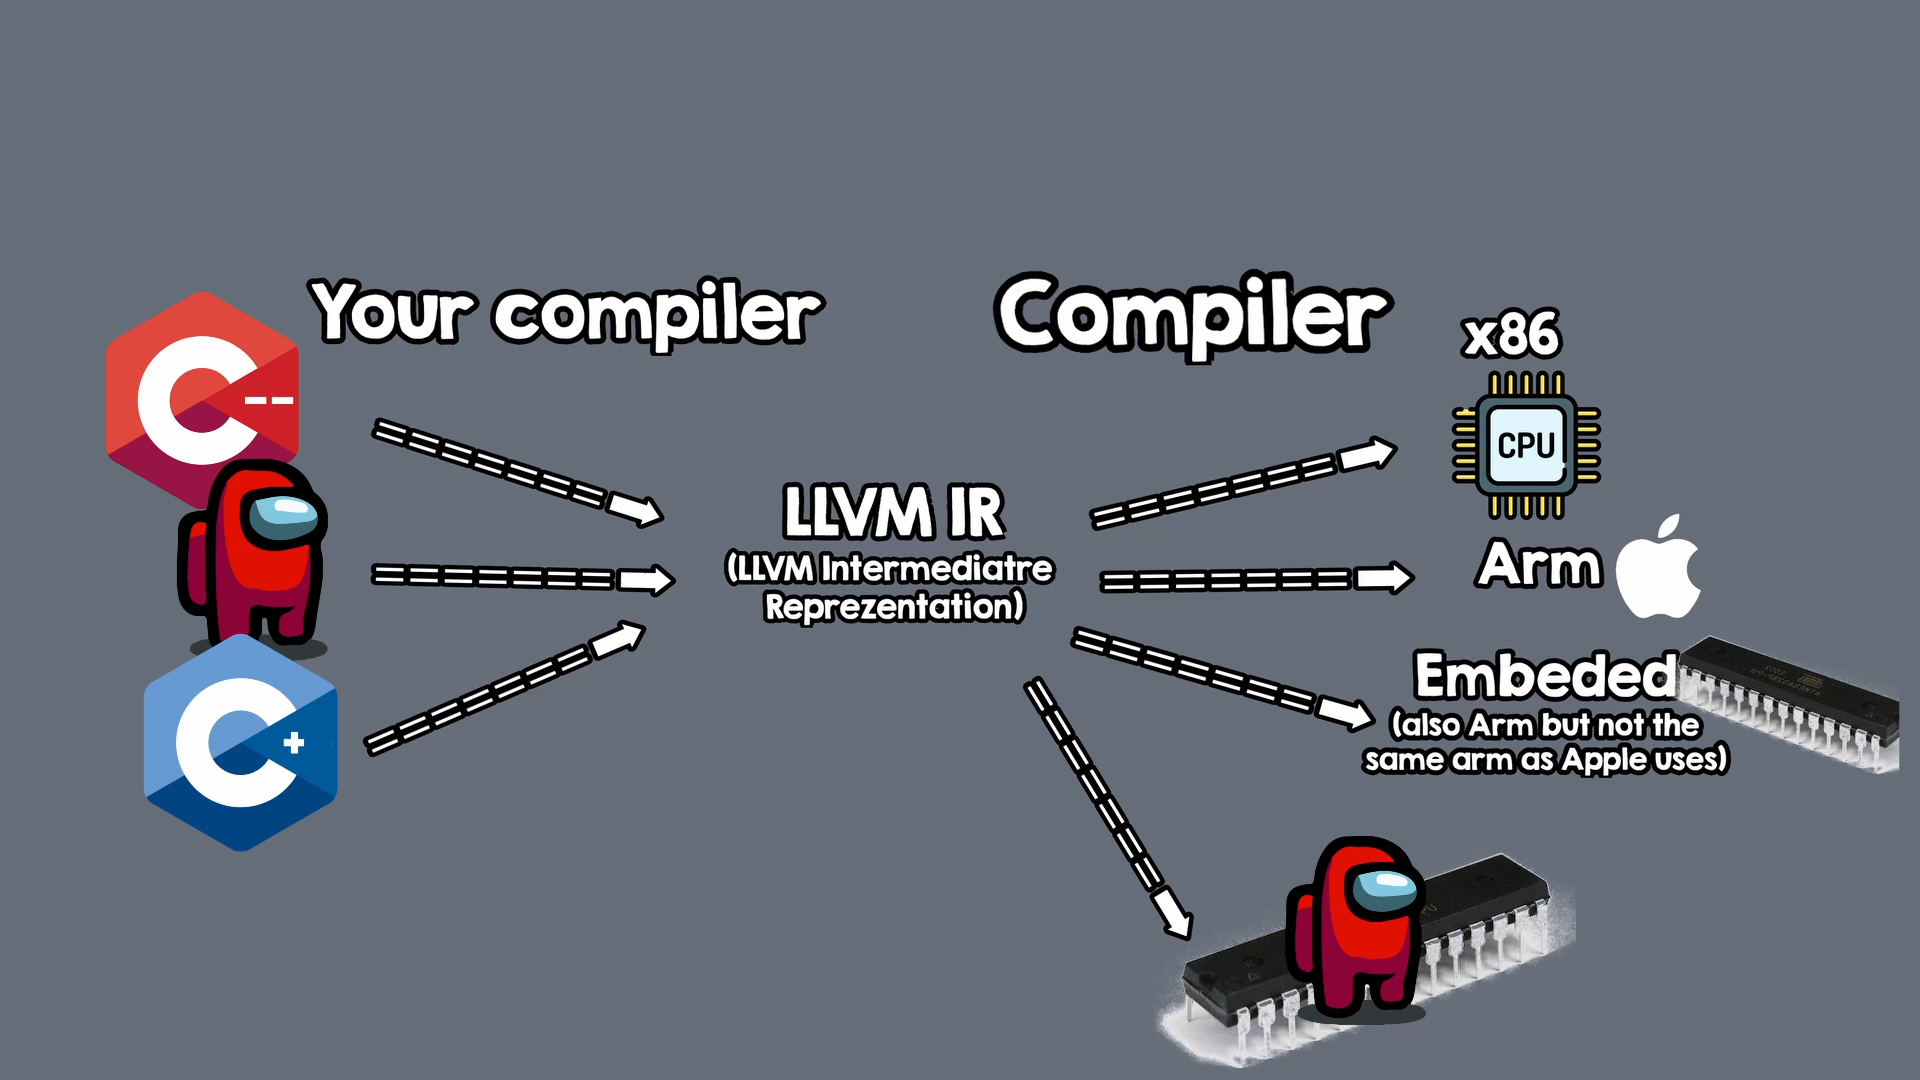 Your compiler
Compiler
x86
C--
CPU
LLVM IR
(LLVM Intermediatre
Reprezentation)
Arm
Embeded
(also Arm but not the
same arm as Apple uses)
C+